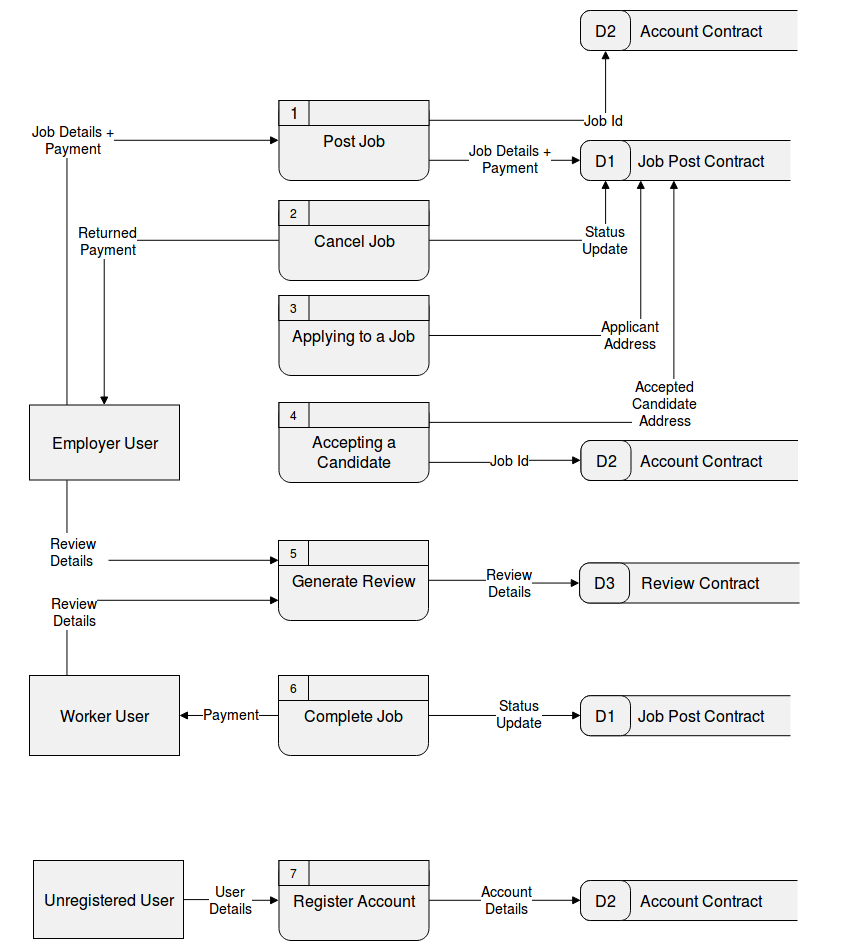 D2
Account Contract
1
Job Id
Job Details +
Payment
Post Job
Job Details +
Payment
D1
Job Post Contract
2
Returned
Payment
Cancel Job
Status
Update
3
Applying to a Job
Applicant
Address
Accepted
Candidate
Address
4
Employer User
Accepting a
Candidate
Job Id
D2
Account Contract
Review
Details
5
Generate Review
Review
Details
D3
Review Contract
Review
Details
6
Worker User
Payment
Complete Job
Status
Update
D1
Job Post Contract
7
Unregistered User
User
Details
Register Account
Account
Details
D2
Account Contract